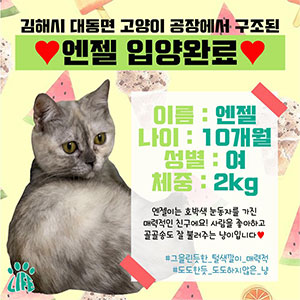 김해시 대동면 고양이 공장에서 구조된
♥엔젤 입양완료♥
이름 : 엔젤
나이 : 10개월
성별 : 여
체중 : 2kg
엔젤이는 호박색 눈동자를 가진
매력적인 친구에요! 사람을 좋아하고
골골송도 잘 불러주는 냥이입니다♥
#그을린듯한_털색깔이_매력적
#도도한듯_도도하지않은_냥
LIFE